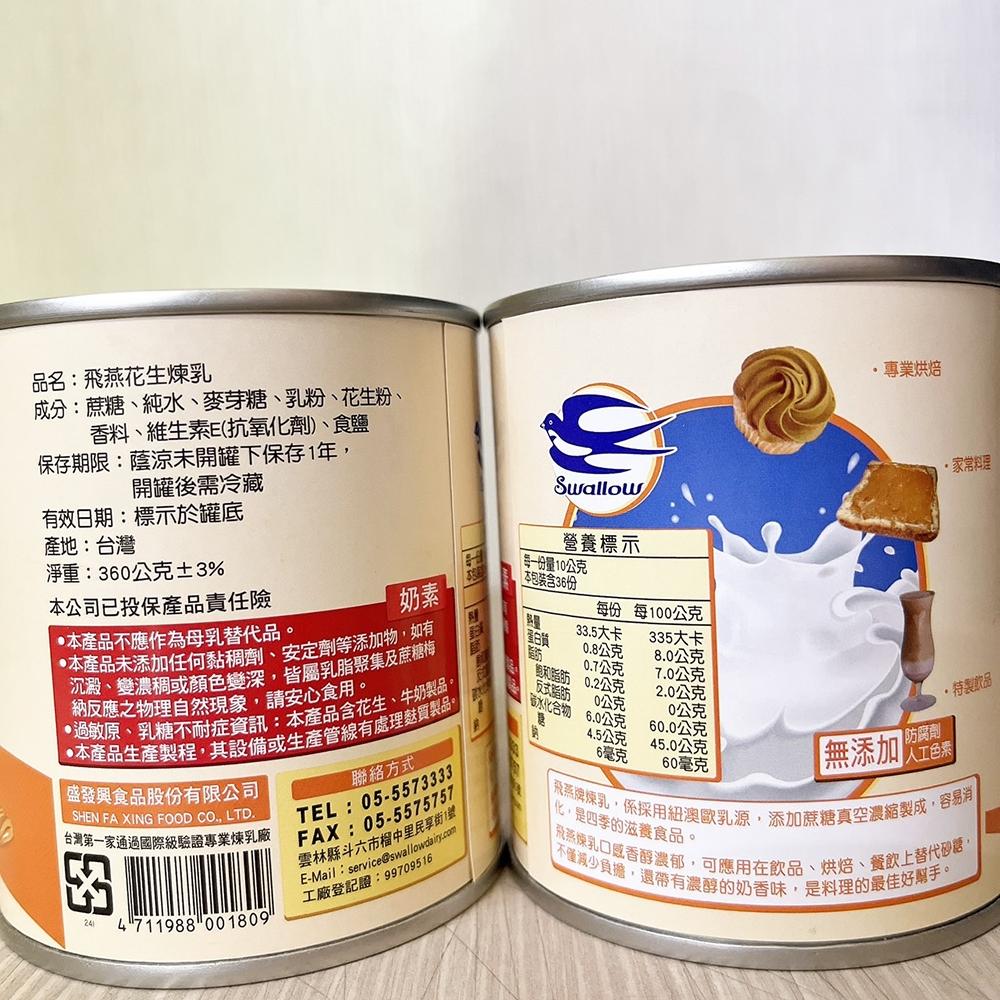 品名：飛燕花生煉乳
成分：蔗糖、純水、麥芽糖、乳粉、花生粉、
香料、維生素E(抗氧化劑)、食鹽
保存期限：蔭涼未開罐下保存1年，
開罐後需冷藏
有效日期：標示於罐底
產地：台灣
淨重：360公克±3%
本公司已投保產品責任險
奶素
•本產品不應作為母乳替代品。
•本產品未添加任何黏稠劑、安定劑等添加物，如有
沉澱、變濃稠或顏色變深，皆屬乳脂聚集及蔗糖梅
納反應之物理自然現象，請安心食用。
•過敏原、乳糖不耐症資訊：本產品含花生、牛奶製品。
•本產品生產製程，其設備或生產管線有處理麩質製品。
盛發興食品股份有限公司
SHEN FA XING FOOD CO., LTD.
台灣第一家通過國際級驗證專業煉乳廠
241
4 711988 001809
聯絡方式
TEL：05-5573333
FAX：05-5575757
雲林縣斗六市榴中里民享街1號
E-Mail：service@swallowdairy.com
工廠登記證：99709516
Swallow
•專業烘焙
•家常料理
•特製飲品
營養標示
每一份量10公克
本包裝含36份
每份 每100公克
熱量 33.5大卡 335大卡
蛋白質 0.8公克 8.0公克
脂肪 0.7公克 7.0公克
飽和脂肪 0.2公克 2.0公克
反式脂肪 0公克 0公克
碳水化合物 6.0公克 60.0公克
糖 4.5公克 45.0公克
鈉 6毫克 60毫克
無添加 防腐劑
人工色素
飛燕牌煉乳，係採用紐澳歐乳源，添加蔗糖真空濃縮製成，容易消
化，是四季的滋養食品。
飛燕煉乳口感香醇濃郁，可應用在飲品、烘焙、餐飲上替代砂糖，
不僅減少負擔，還帶有濃醇的奶香味，是料理的最佳好幫手。